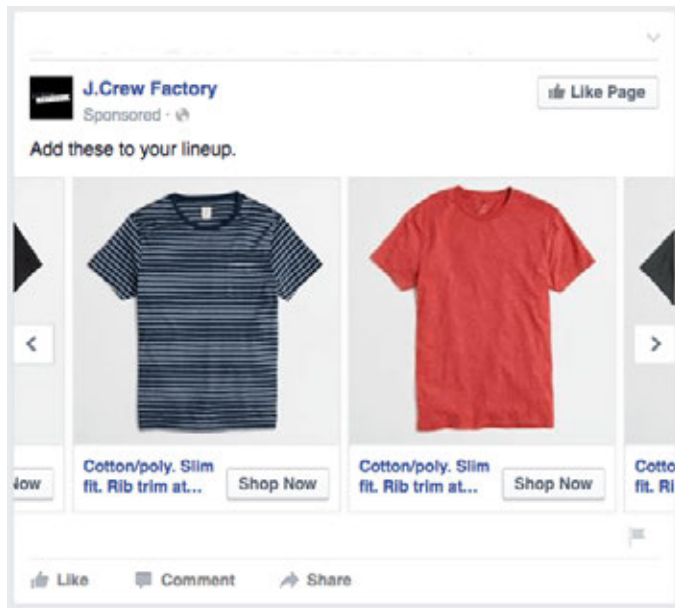 J.Crew Factory
Sponsored ·
Like Page
Add these to your lineup.
Cotton/poly. Slim
fit. Rib trim at...
Shop Now
Cotton/poly. Slim
fit. Rib trim at...
Shop Now
Like
Comment
Share